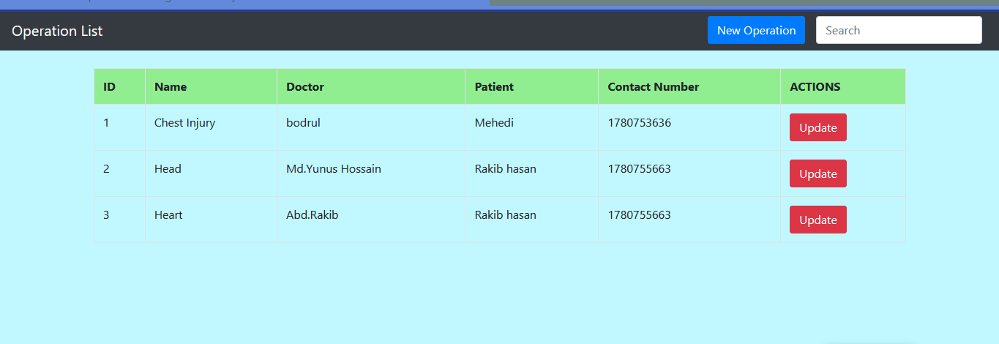 Operation List New Operation Search
ID Name Doctor Patient Contact Number ACTIONS
1 Chest Injury bodrul Mehedi 1780753636 Update
2 Head Md.Yunus Hossain Rakib hasan 1780755663 Update
3 Heart Abd.Rakib Rakib hasan 1780755663 Update